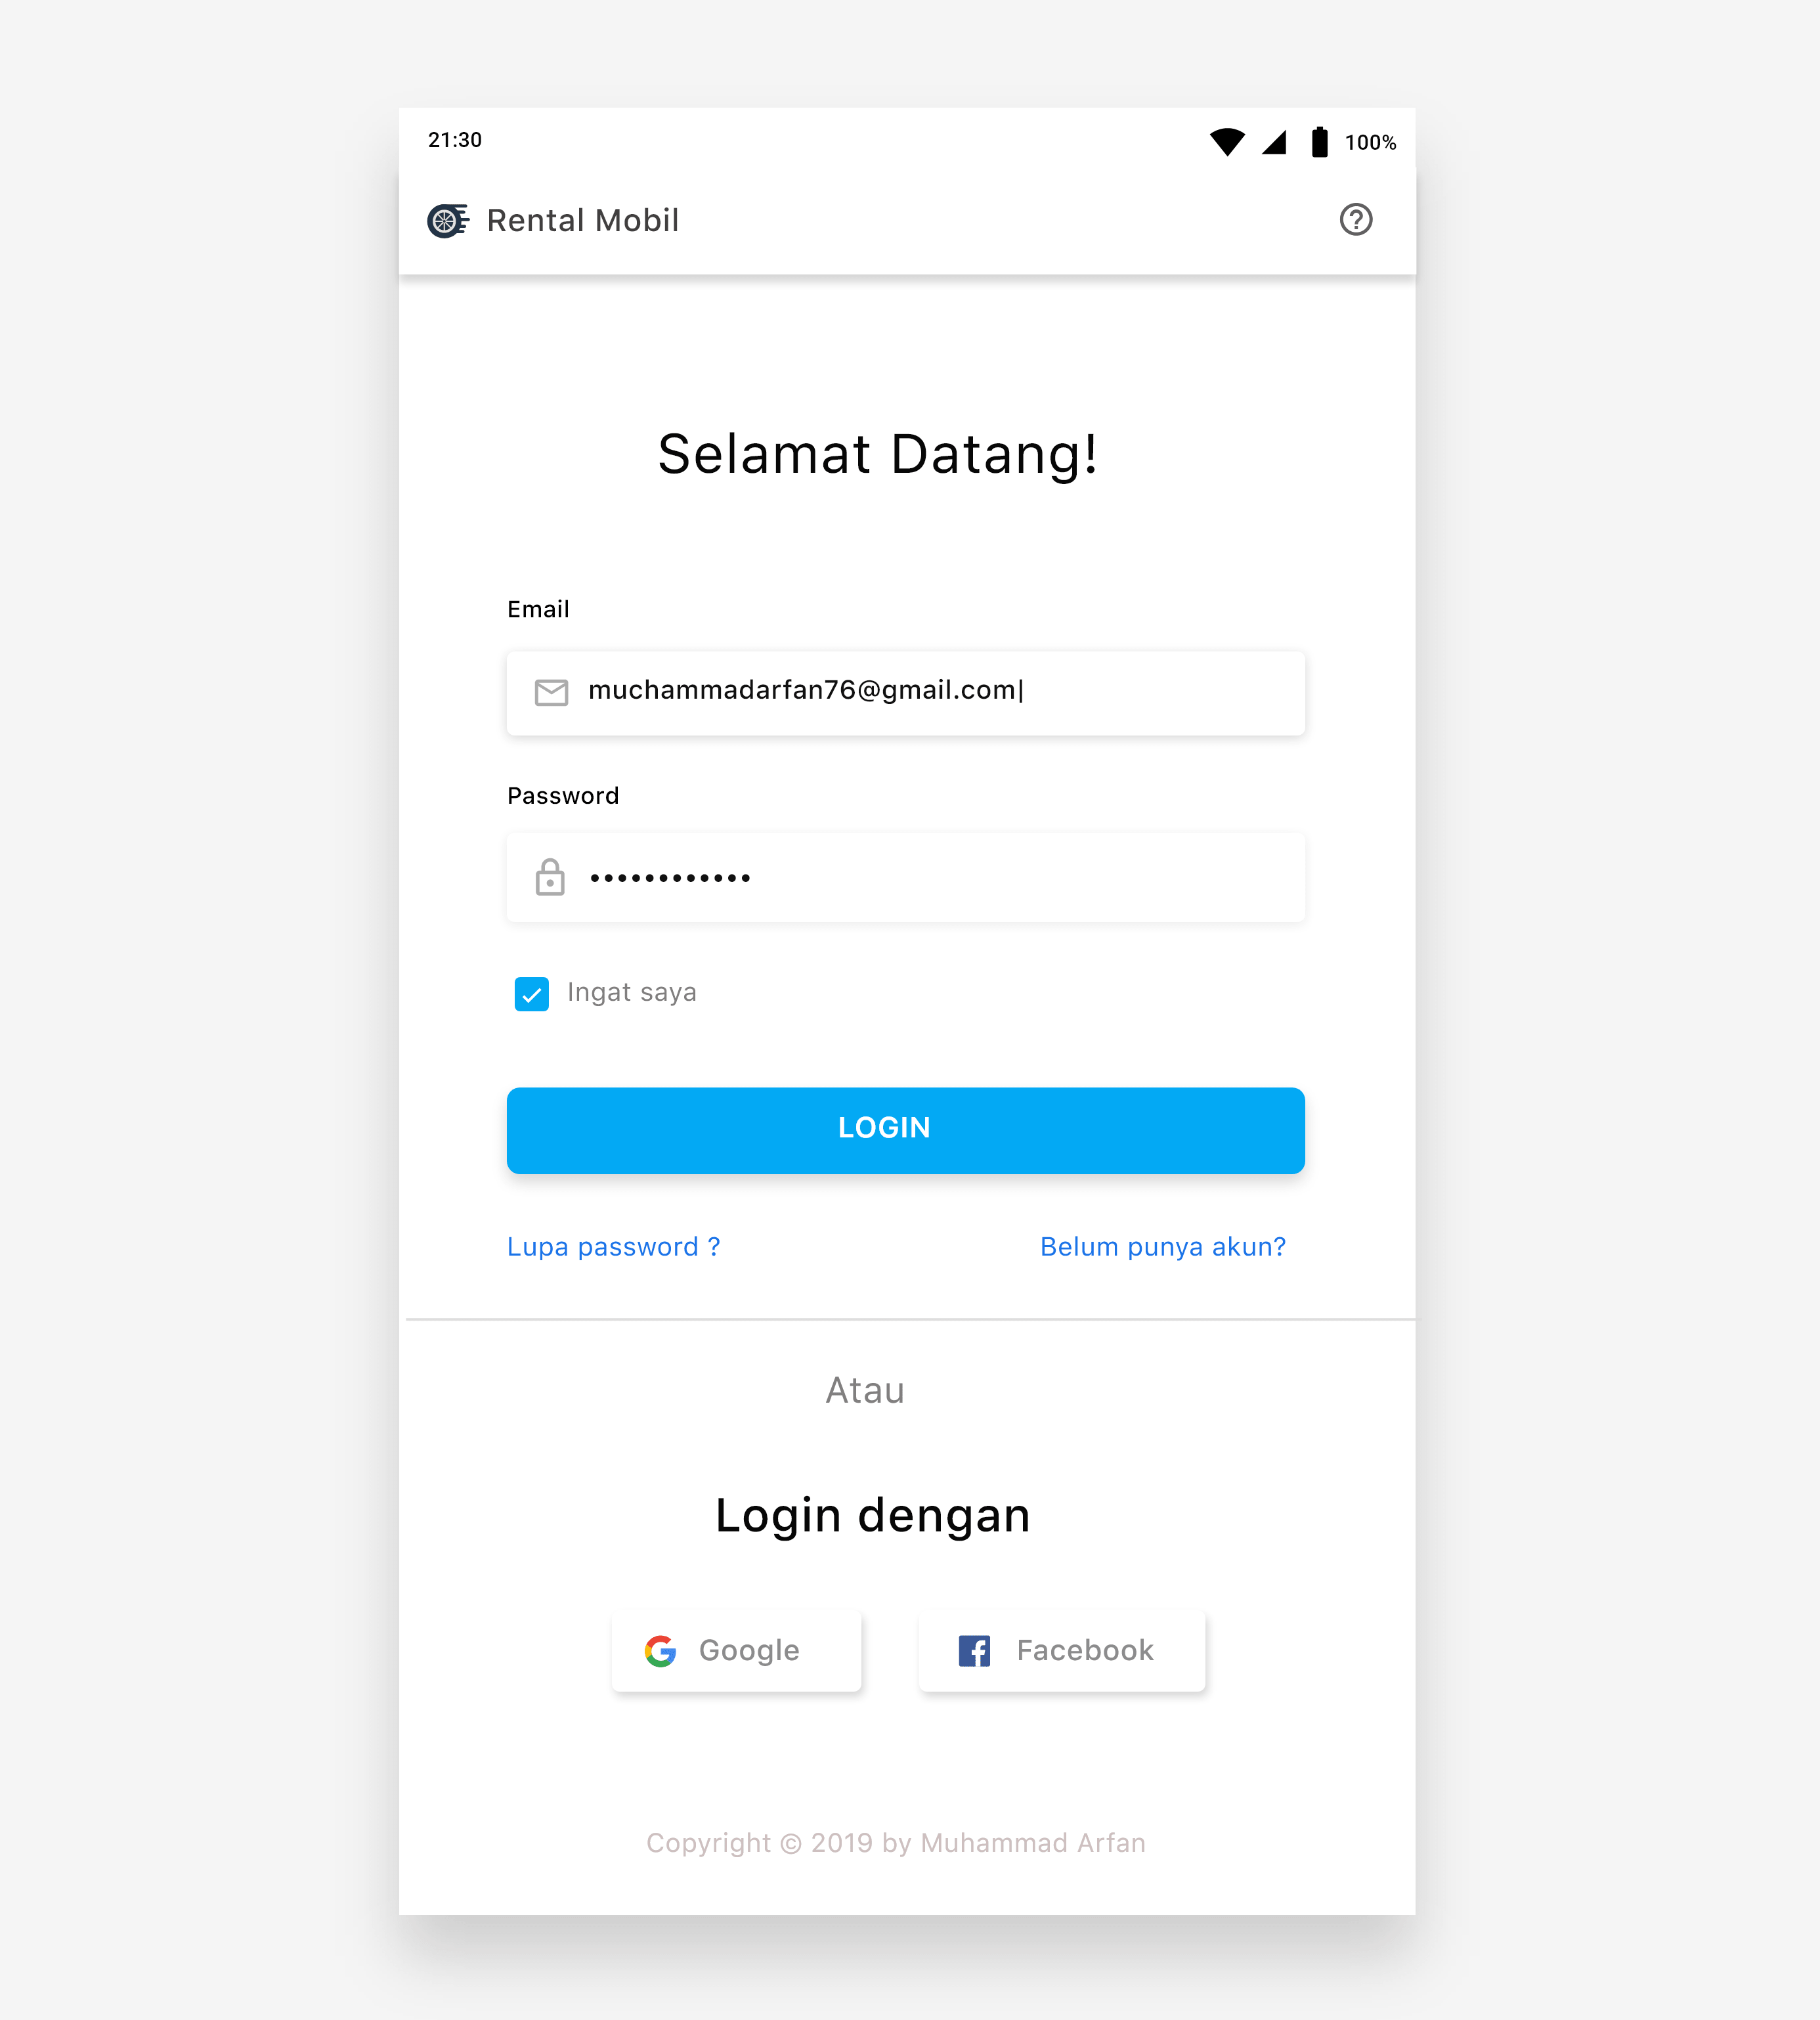 21:30 100%
Rental Mobil
Selamat Datang!
Email
muchammadarfan76@gmail.com|
Password
••••••••••••
Ingat saya
LOGIN
Lupa password ? Belum punya akun?
Atau
Login dengan
Google Facebook
Copyright © 2019 by Muhammad Arfan